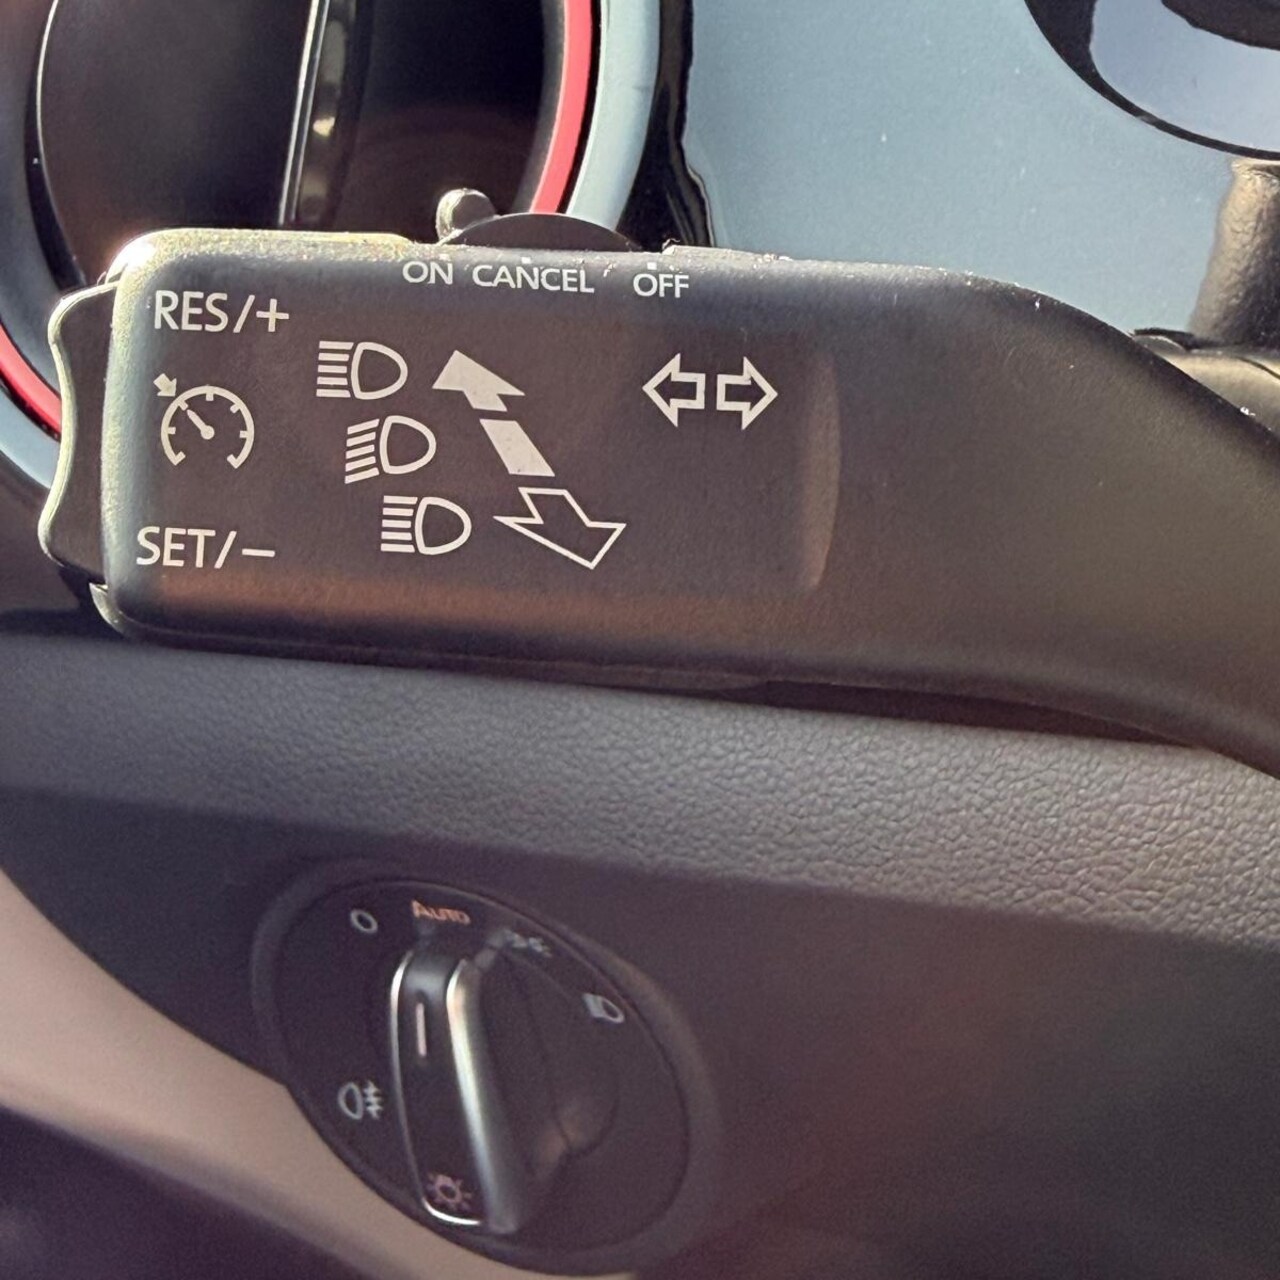 ON CANCEL OFF
RES/+
SET/−
AUTO